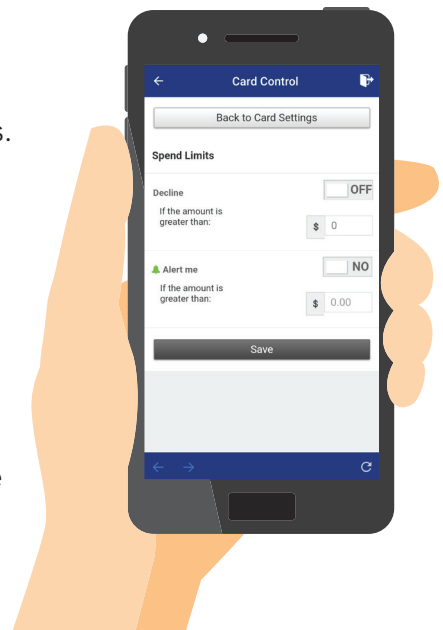 s.
Card Control
Back to Card Settings
Spend Limits
Decline
OFF
If the amount is
greater than:
$ 0
Alert me
NO
If the amount is
greater than:
$ 0.00
Save
e